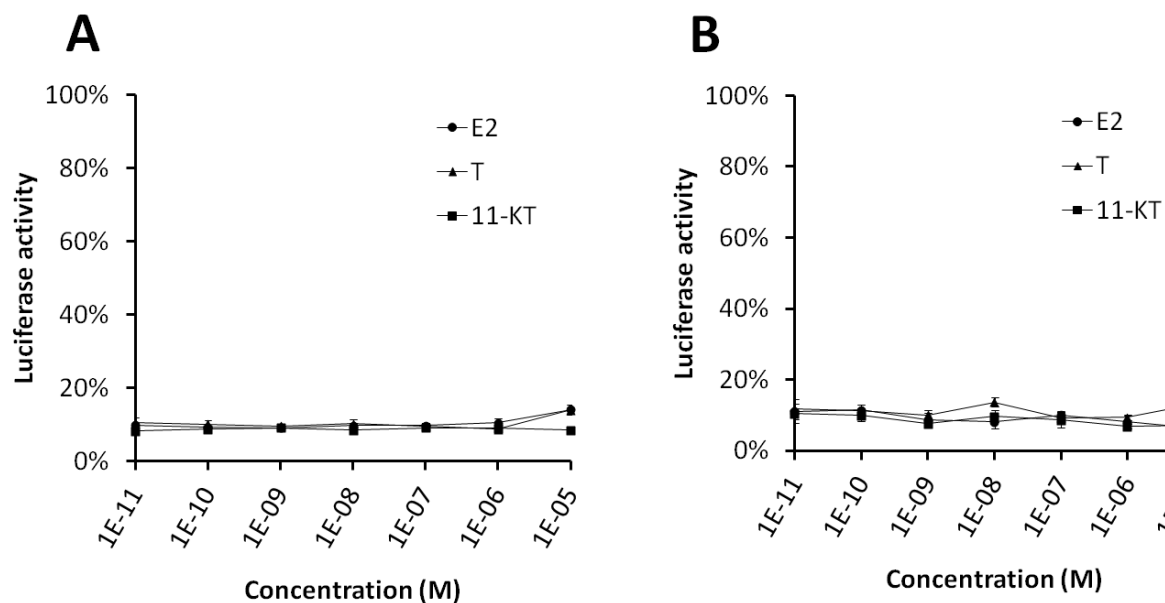 A
Luciferase activity
100%
80%
60%
40%
20%
0%
E2
T
11-KT
1E-11
1E-10
1E-09
1E-08
1E-07
1E-06
1E-05
Concentration (M)
B
Luciferase activity
100%
80%
60%
40%
20%
0%
E2
T
11-KT
1E-11
1E-10
1E-09
1E-08
1E-07
1E-06
Concentration (M)